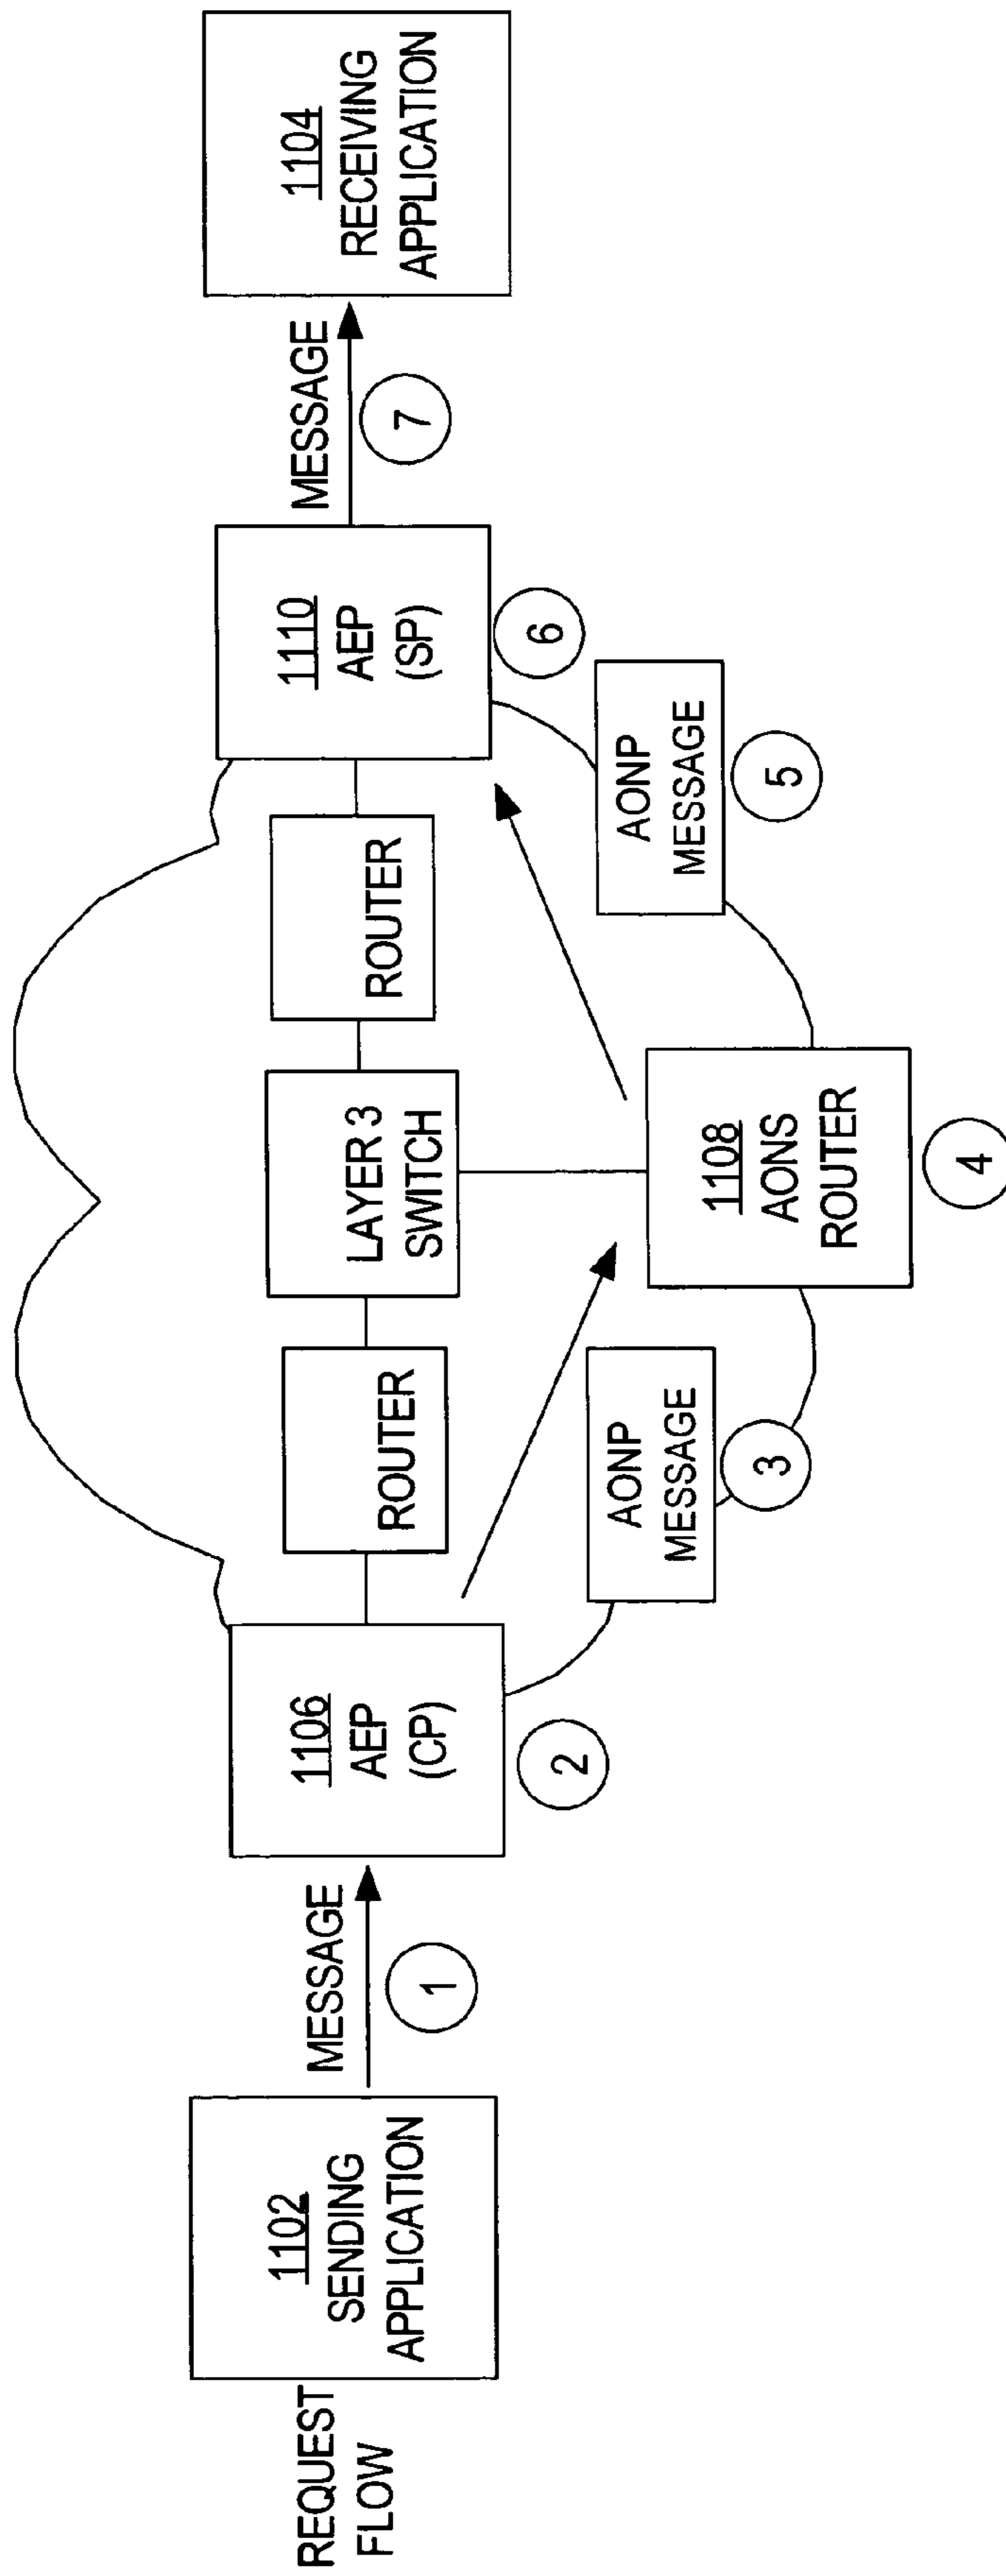 REQUEST
FLOW
1102
SENDING
APPLICATION
MESSAGE
1
1106
AEP
(CP)
2
ROUTER
AONP
MESSAGE
3
LAYER 3
SWITCH
1108
AONS
ROUTER
4
ROUTER
AONP
MESSAGE
5
1110
AEP
(SP)
6
MESSAGE
7
1104
RECEIVING
APPLICATION